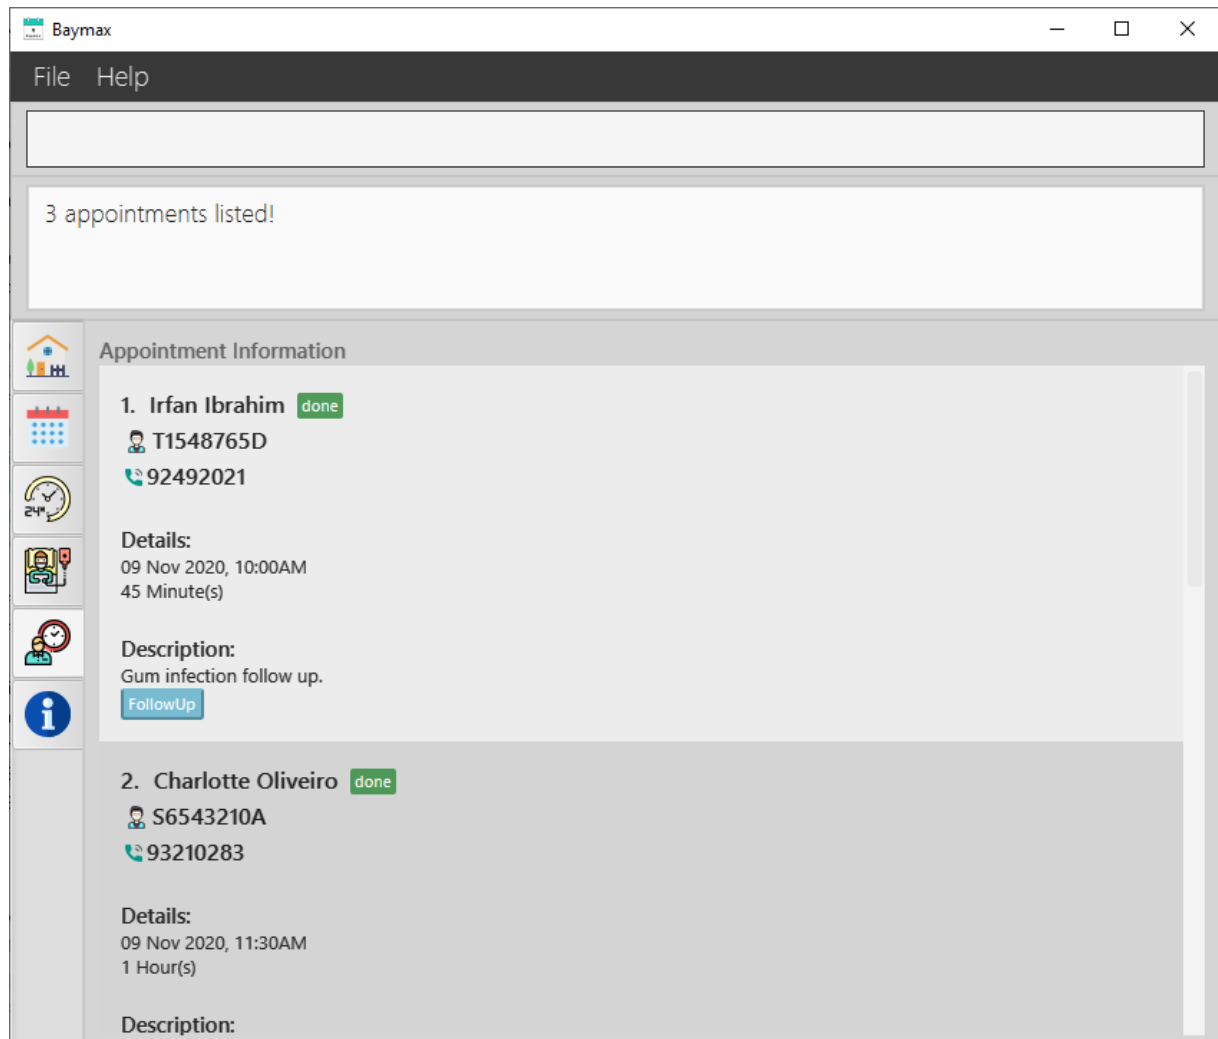 Baymax
File Help
3 appointments listed!
Appointment Information
1. Irfan Ibrahim done
T1548765D
92492021
Details:
09 Nov 2020, 10:00AM
45 Minute(s)
Description:
Gum infection follow up.
FollowUp
2. Charlotte Oliveiro done
S6543210A
93210283
Details:
09 Nov 2020, 11:30AM
1 Hour(s)
Description:
24H